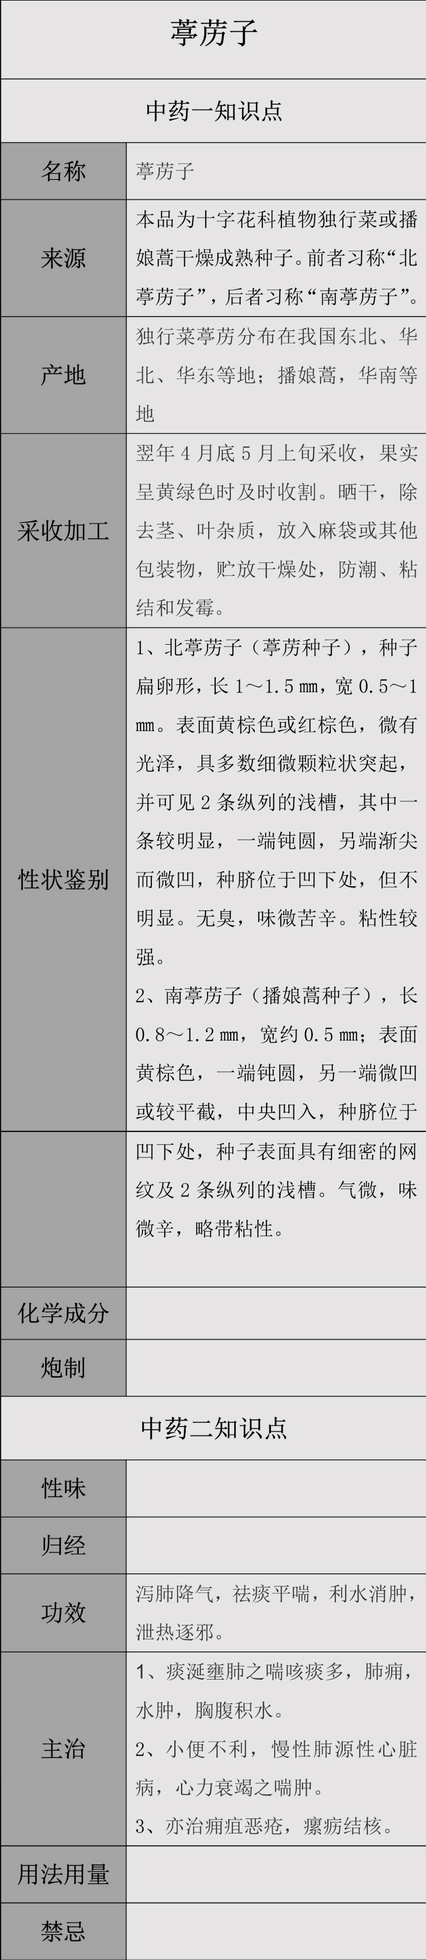 葶苈子
中药一知识点
名称
葶苈子
来源
本品为十字花科植物独行菜或播
娘蒿干燥成熟种子。前者习称“北
葶苈子”，后者习称“南葶苈子”。
产地
独行菜葶苈分布在我国东北、华
北、华东等地；播娘蒿，华南等
地
采收加工
翌年 4 月底 5 月上旬采收，果实
呈黄绿色时及时收割。晒干，除
去茎、叶杂质，放入麻袋或其他
包装物，贮放干燥处，防潮、粘
结和发霉。
性状鉴别
1、北葶苈子（葶苈种子），种子
扁卵形，长 1～1.5 ㎜，宽 0.5～1
㎜。表面黄棕色或红棕色，微有
光泽，具多数细微颗粒状突起，
并可见 2 条纵列的浅槽，其中一
条较明显，一端钝圆，另端渐尖
而微凹，种脐位于凹下处，但不
明显。无臭，味微苦辛。粘性较
强。
2、南葶苈子（播娘蒿种子），长
0.8～1.2 ㎜，宽约 0.5 ㎜；表面
黄棕色，一端钝圆，另一端微凹
或较平截，中央凹入，种脐位于
凹下处，种子表面具有细密的网
纹及 2 条纵列的浅槽。气微，味
微辛，略带粘性。
化学成分
炮制
中药二知识点
性味
归经
功效
泻肺降气，祛痰平喘，利水消肿，
泄热逐邪。
主治
1、痰涎壅肺之喘咳痰多，肺痈，
水肿，胸腹积水。
2、小便不利，慢性肺源性心脏
病，心力衰竭之喘肿。
3、亦治痈疽恶疮，瘰疬结核。
用法用量
禁忌